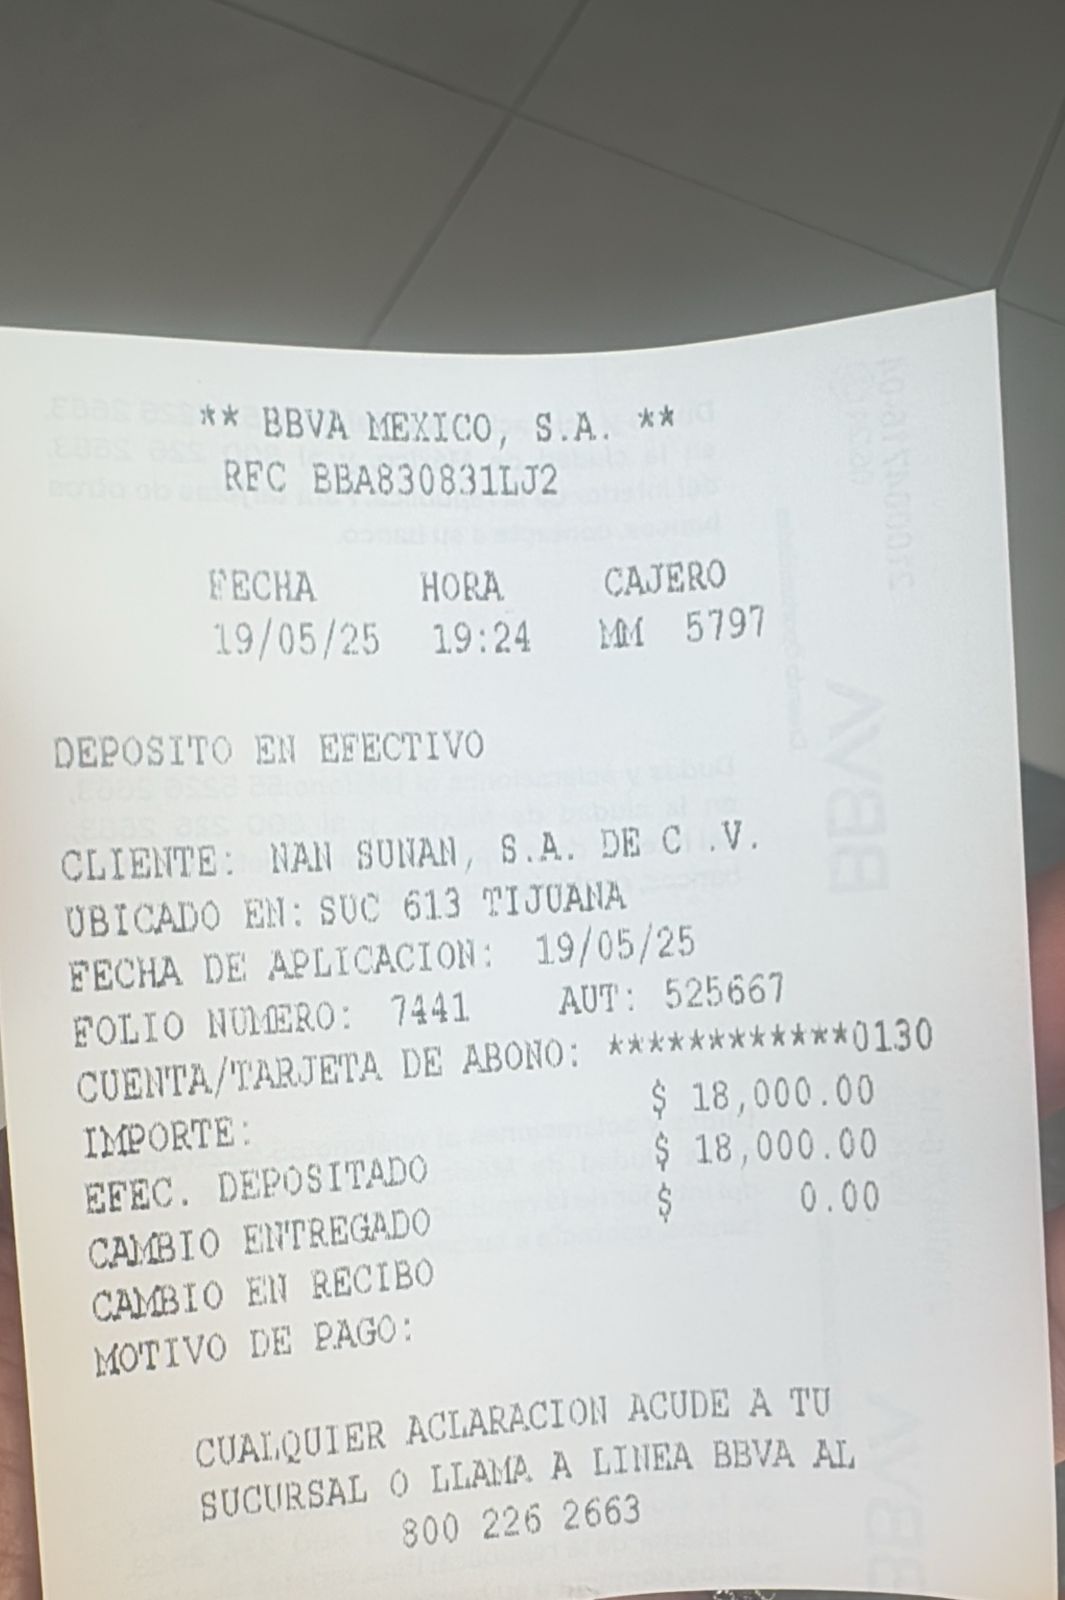 ** BBVA MEXICO, S.A. **
RFC BBA830831LJ2
FECHA HORA CAJERO
19/05/25 19:24 MM 5797
DEPOSITO EN EFECTIVO
CLIENTE: NAN SUNAN, S.A. DE C .V.
UBICADO EN: SUC 613 TIJUANA
FECHA DE APLICACION: 19/05/25
FOLIO NUMERO: 7441 AUT: 525667
CUENTA/TARJETA DE ABONO: ************0130
IMPORTE: $ 18,000.00
EFEC. DEPOSITADO $ 18,000.00
CAMBIO ENTREGADO $ 0.00
CAMBIO EN RECIBO
MOTIVO DE PAGO:
CUALQUIER ACLARACION ACUDE A TU
SUCURSAL O LLAMA A LINEA BBVA AL
800 226 2663
BBVA